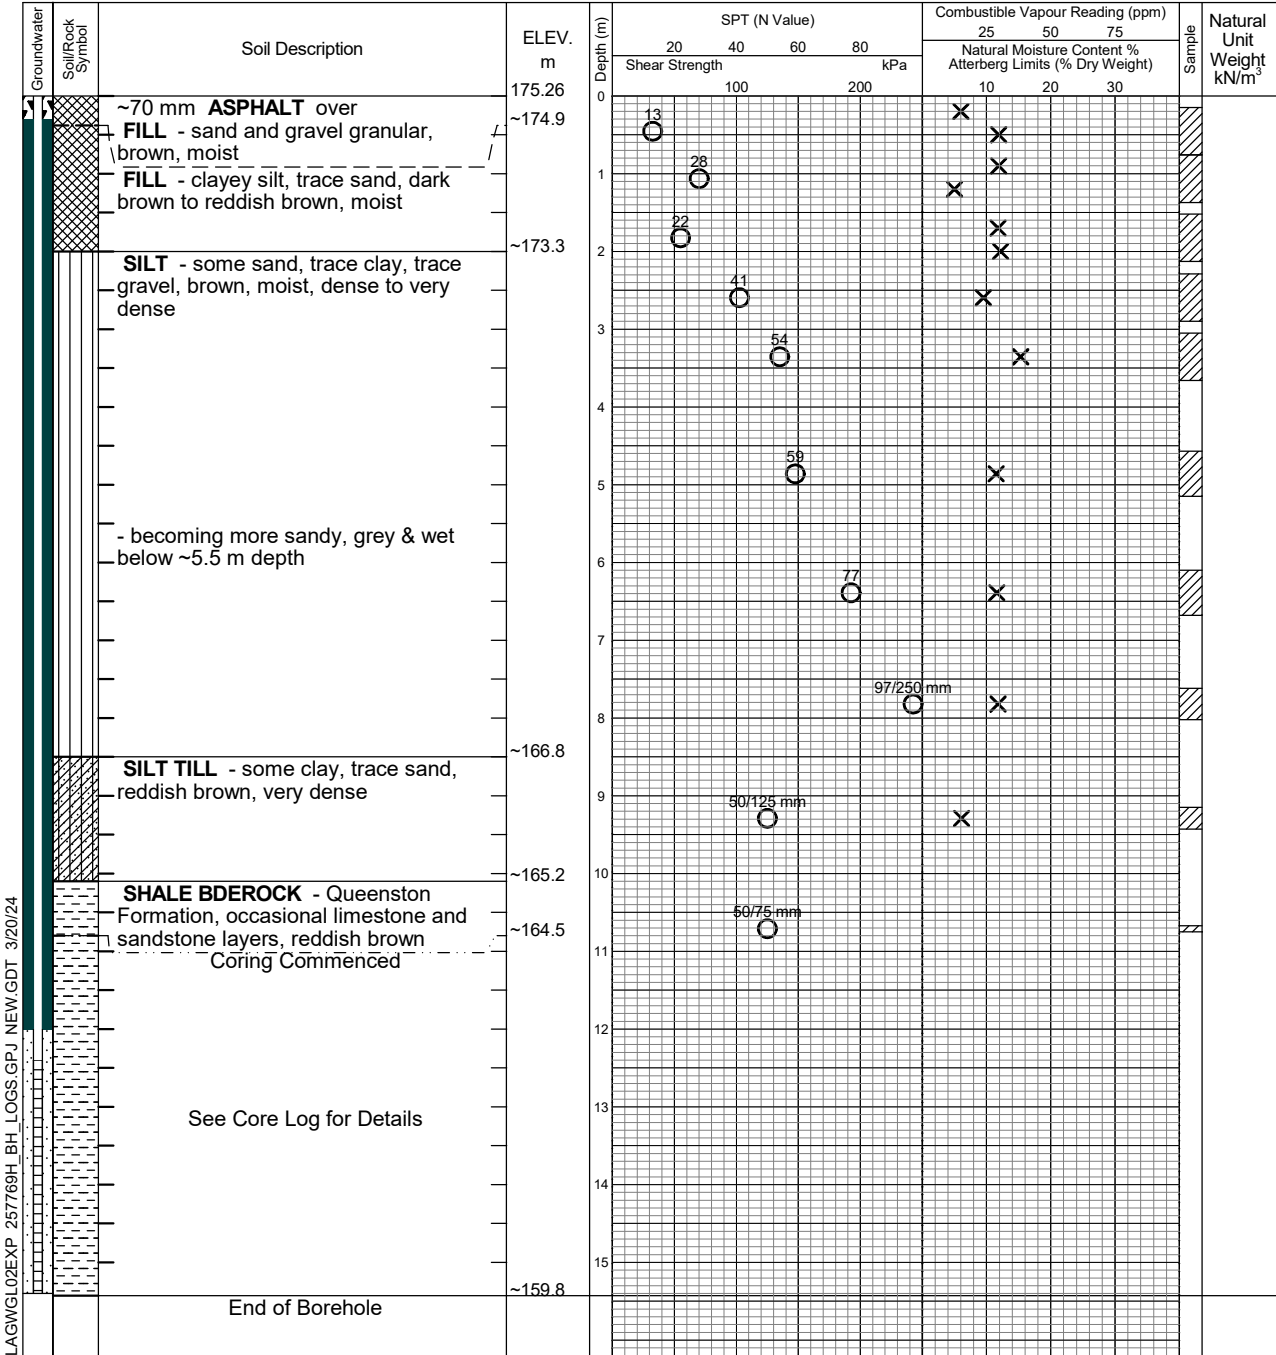 Groundwater
Soil/Rock
Symbol
Soil Description
ELEV.
m
175.26
Depth (m)
SPT (N Value)
20 40 60 80
Shear Strength kPa
100 200
Combustible Vapour Reading (ppm)
25 50 75
Natural Moisture Content %
Atterberg Limits (% Dry Weight)
10 20 30
Sample
Natural
Unit
Weight
kN/m3
0
~70 mm ASPHALT over
~174.9
FILL - sand and gravel granular,
brown, moist
13
FILL - clayey silt, trace sand, dark
brown to reddish brown, moist
28
1
22
~173.3
2
SILT - some sand, trace clay, trace
gravel, brown, moist, dense to very
dense
41
3
54
4
59
5
- becoming more sandy, grey & wet
below ~5.5 m depth
6
77
7
97/250 mm
8
~166.8
SILT TILL - some clay, trace sand,
reddish brown, very dense
9
50/125 mm
~165.2
10
SHALE BDEROCK - Queenston
Formation, occasional limestone and
sandstone layers, reddish brown
50/75 mm
~164.5
11
Coring Commenced
12
13
See Core Log for Details
14
15
~159.8
End of Borehole
LAGWGL02EXP 257769H_BH_LOGS.GPJ NEW.GDT 3/20/24